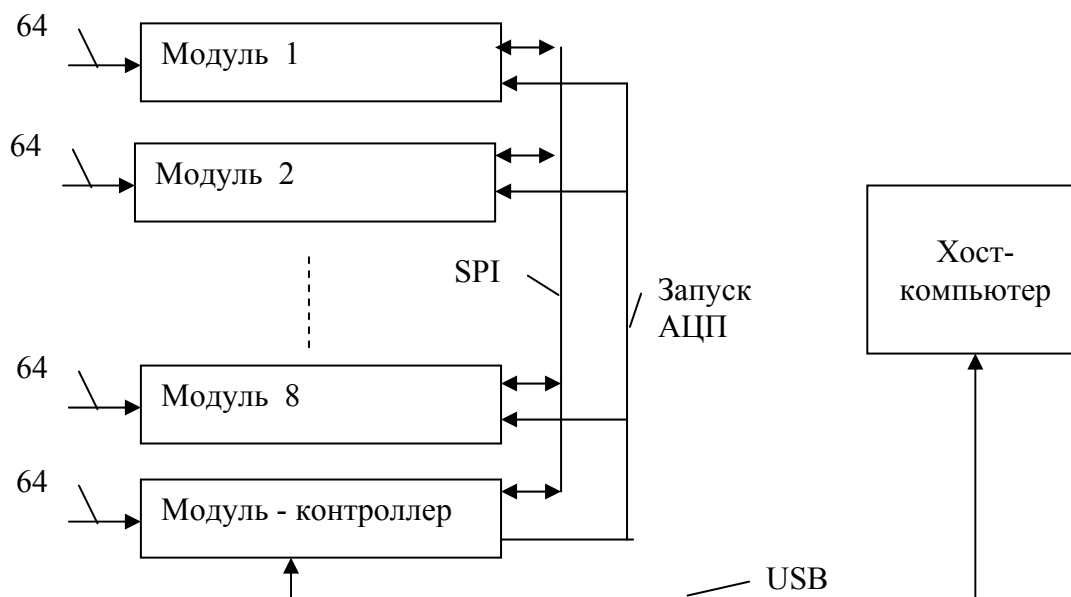 64
Модуль 1
64
Модуль 2
SPI
Запуск
АЦП
Хост-
компьютер
64
Модуль 8
64
Модуль - контроллер
USB